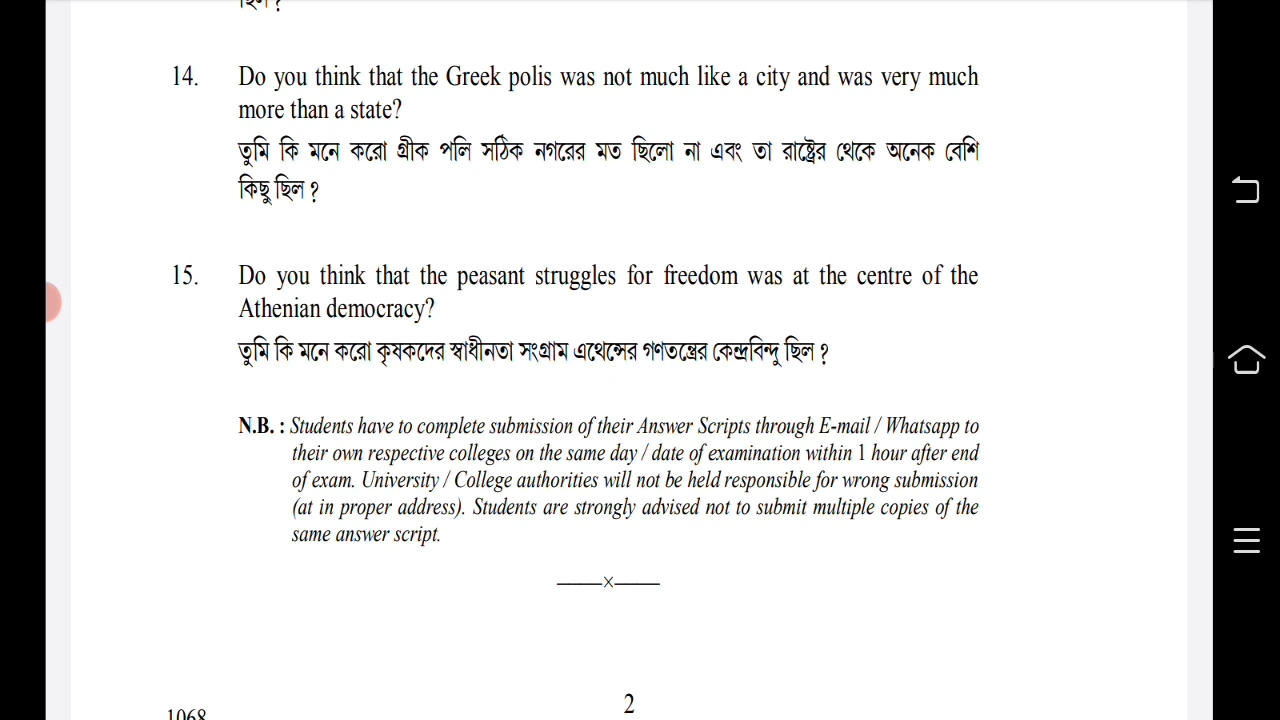 ছিল ?
14. Do you think that the Greek polis was not much like a city and was very much
more than a state?
তুমি কি মনে করো গ্রীক পলি সঠিক নগরের মত ছিলো না এবং তা রাষ্ট্রের থেকে অনেক বেশি
কিছু ছিল ?
15. Do you think that the peasant struggles for freedom was at the centre of the
Athenian democracy?
তুমি কি মনে করো কৃষকদের স্বাধীনতা সংগ্রাম এথেন্সের গণতন্ত্রের কেন্দ্রবিন্দু ছিল ?
N.B. : Students have to complete submission of their Answer Scripts through E-mail / Whatsapp to
their own respective colleges on the same day / date of examination within 1 hour after end
of exam. University / College authorities will not be held responsible for wrong submission
(at in proper address). Students are strongly advised not to submit multiple copies of the
same answer script.
——×——
2
1068